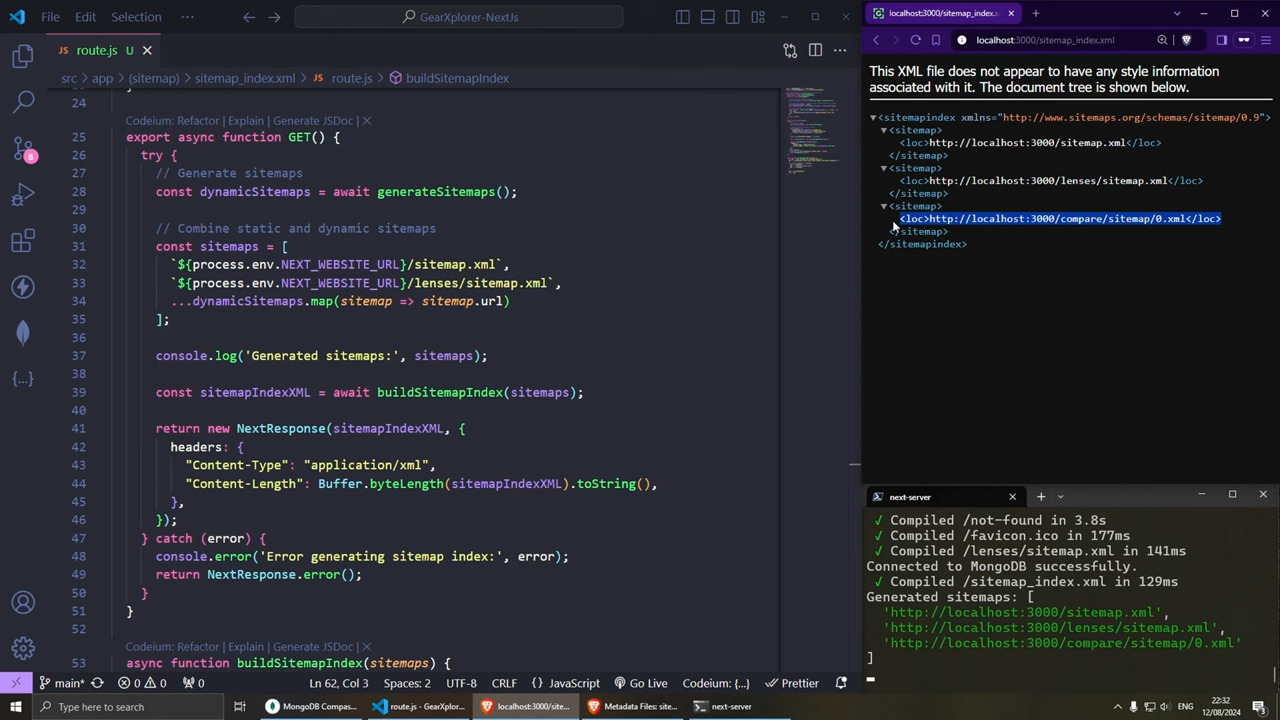 File Edit Selection ··· GearXplorer-NextJs
route.js U
src > app > (sitemap) > sitemap_index.xml > JS route.js > buildSitemapIndex
24
Codeium: Refactor | Explain | Generate JSDoc | X
25 export async function GET() {
26 try {
27 // Generate sitemaps
28 const dynamicSitemaps = await generateSitemaps();
29
30 // Combine static and dynamic sitemaps
31 const sitemaps = [
32 `${process.env.NEXT_WEBSITE_URL}/sitemap.xml`,
33 `${process.env.NEXT_WEBSITE_URL}/lenses/sitemap.xml`,
34 ...dynamicSitemaps.map(sitemap => sitemap.url)
35 ];
36
37 console.log('Generated sitemaps:', sitemaps);
38
39 const sitemapIndexXML = await buildSitemapIndex(sitemaps);
40
41 return new NextResponse(sitemapIndexXML, {
42 headers: {
43 "Content-Type": "application/xml",
44 "Content-Length": Buffer.byteLength(sitemapIndexXML).toString(),
45 },
46 });
47 } catch (error) {
48 console.error('Error generating sitemap index:', error);
49 return NextResponse.error();
50 }
51 }
52
Codeium: Refactor | Explain | Generate JSDoc | X
53 async function buildSitemapIndex(sitemaps) {
main* 0 0 0 Ln 62, Col 3 Spaces: 2 UTF-8 CRLF {} JavaScript Go Live Codeium: {...} Prettier
localhost:3000/sitemap_index.x
localhost:3000/sitemap_index.xml
This XML file does not appear to have any style information
associated with it. The document tree is shown below.
<sitemapindex xmlns="http://www.sitemaps.org/schemas/sitemap/0.9">
<sitemap>
<loc>http://localhost:3000/sitemap.xml</loc>
</sitemap>
<sitemap>
<loc>http://localhost:3000/lenses/sitemap.xml</loc>
</sitemap>
<sitemap>
<loc>http://localhost:3000/compare/sitemap/0.xml</loc>
</sitemap>
</sitemapindex>
next-server
✓ Compiled /not-found in 3.8s
✓ Compiled /favicon.ico in 177ms
✓ Compiled /lenses/sitemap.xml in 141ms
Connected to MongoDB successfully.
✓ Compiled /sitemap_index.xml in 129ms
Generated sitemaps: [
'http://localhost:3000/sitemap.xml',
'http://localhost:3000/lenses/sitemap.xml',
'http://localhost:3000/compare/sitemap/0.xml'
]
Type here to search MongoDB Compas... route.js - GearXplor... localhost:3000/site... Metadata Files: site... next-server 22:32
12/08/2024